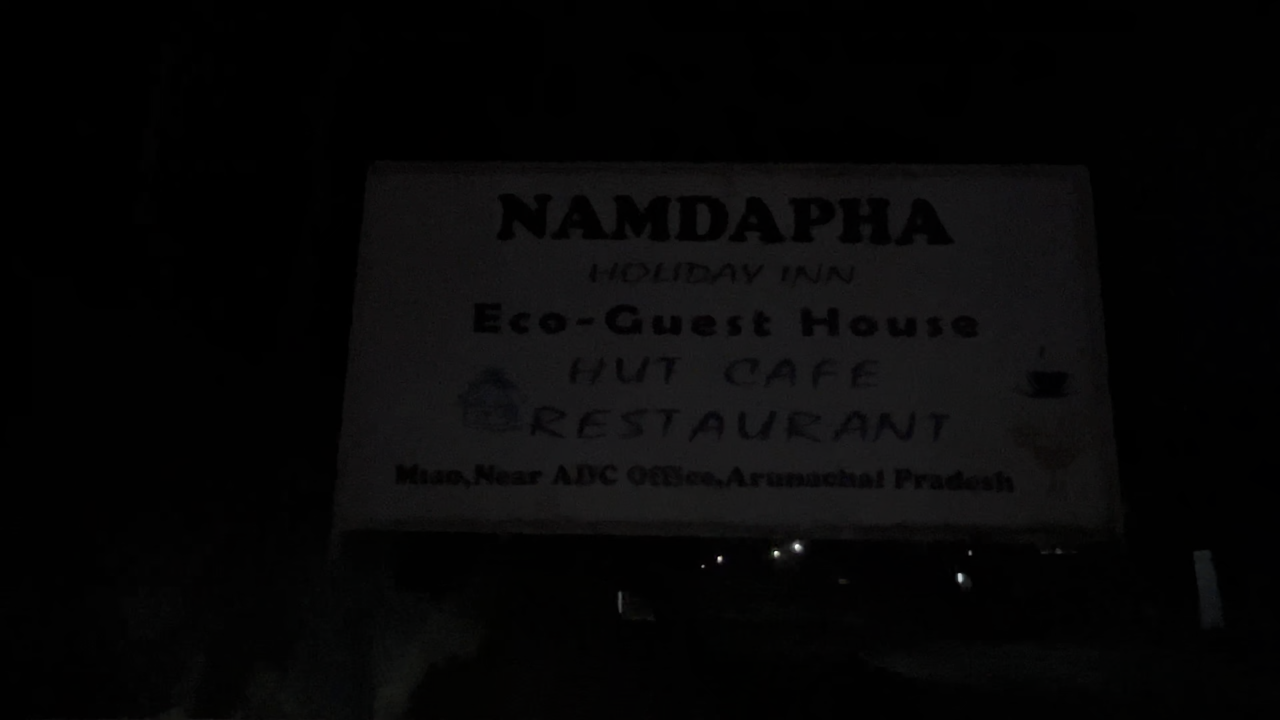 NAMDAPHA
HOLIDAY INN
Eco-Guest House
HUT CAFE
RESTAURANT
Miao,Near ADC Office,Arunachal Pradesh